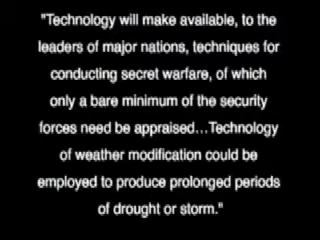 "Technology will make available, to the
leaders of major nations, techniques for
conducting secret warfare, of which
only a bare minimum of the security
forces need be appraised...Technology
of weather modification could be
employed to produce prolonged periods
of drought or storm."